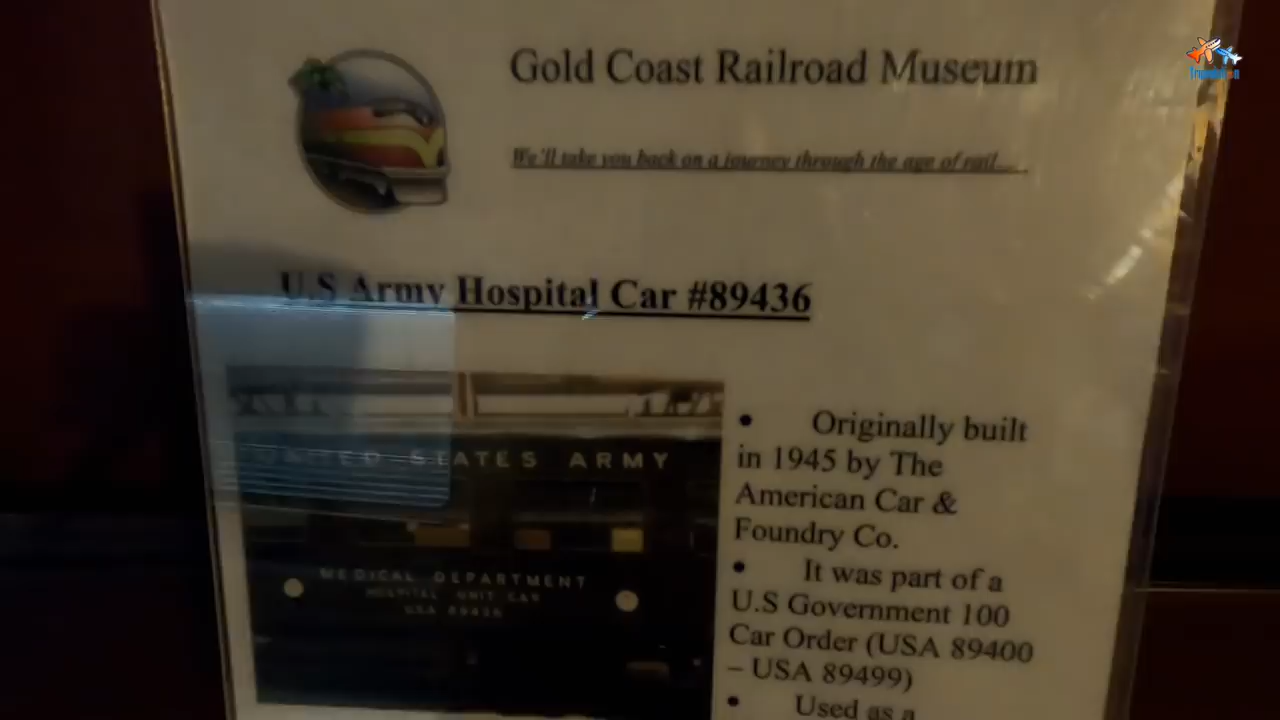 Gold Coast Railroad Museum
We'll take you back on a journey through the age of rail....
U.S Army Hospital Car #89436
UNITED STATES ARMY
MEDICAL DEPARTMENT
HOSPITAL UNIT CAR
USA 89436
• Originally built
in 1945 by The
American Car &
Foundry Co.
• It was part of a
U.S Government 100
Car Order (USA 89400
– USA 89499)
• Used as a